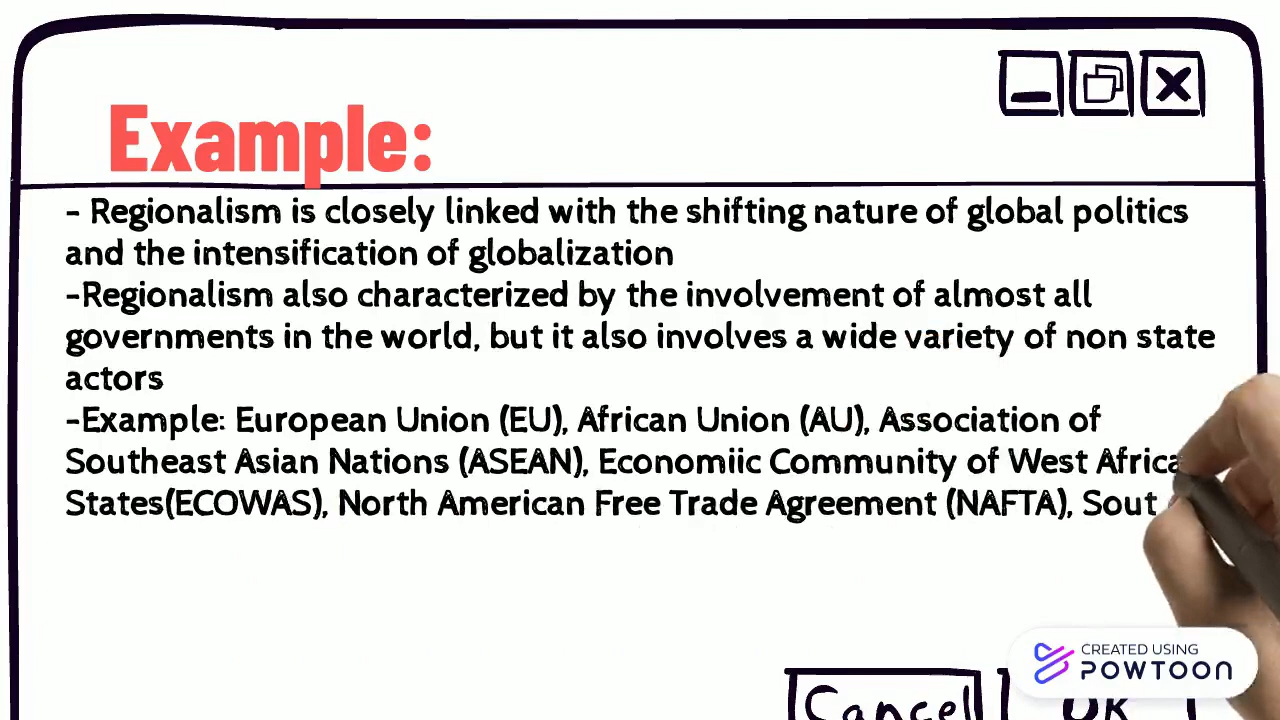 Example:
- Regionalism is closely linked with the shifting nature of global politics
and the intensification of globalization
-Regionalism also characterized by the involvement of almost all
governments in the world, but it also involves a wide variety of non state
actors
-Example: European Union (EU), African Union (AU), Association of
Southeast Asian Nations (ASEAN), Economiic Community of West Africa
States(ECOWAS), North American Free Trade Agreement (NAFTA), Sout
CREATED USING
POWTOON
Cancel OK